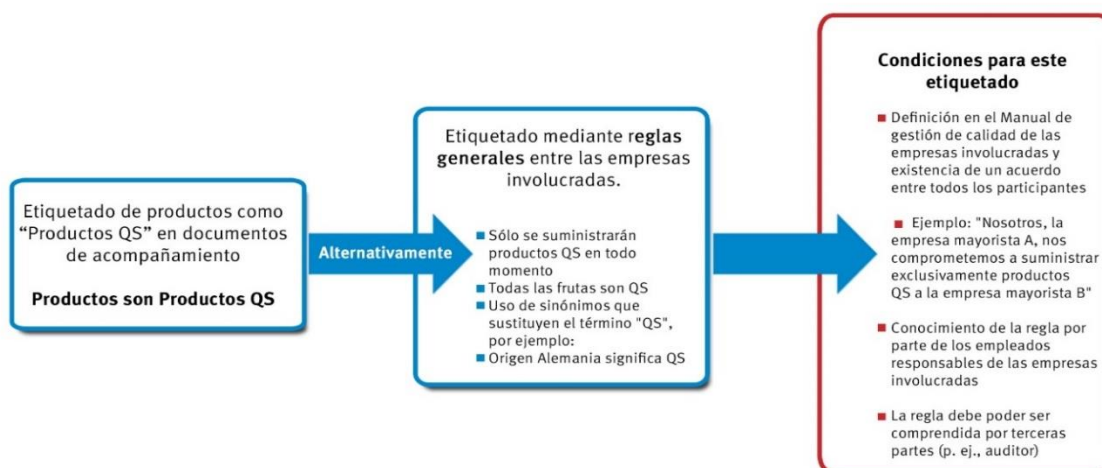 Etiquetado de productos como
“Productos QS” en documentos
de acompañamiento
Productos son Productos QS
Alternativamente
Etiquetado mediante reglas
generales entre las empresas
involucradas.
Sólo se suministrarán
productos QS en todo
momento
Todas las frutas son QS
Uso de sinónimos que
sustituyen el término "QS",
por ejemplo:
Origen Alemania significa QS
Condiciones para este
etiquetado
Definición en el Manual de
gestión de calidad de las
empresas involucradas y
existencia de un acuerdo
entre todos los participantes
Ejemplo: "Nosotros, la
empresa mayorista A, nos
comprometemos a suministrar
exclusivamente productos
QS a la empresa mayorista B"
Conocimiento de la regla por
parte de los empleados
responsables de las empresas
involucradas
La regla debe poder ser
comprendida por terceras
partes (p. ej., auditor)